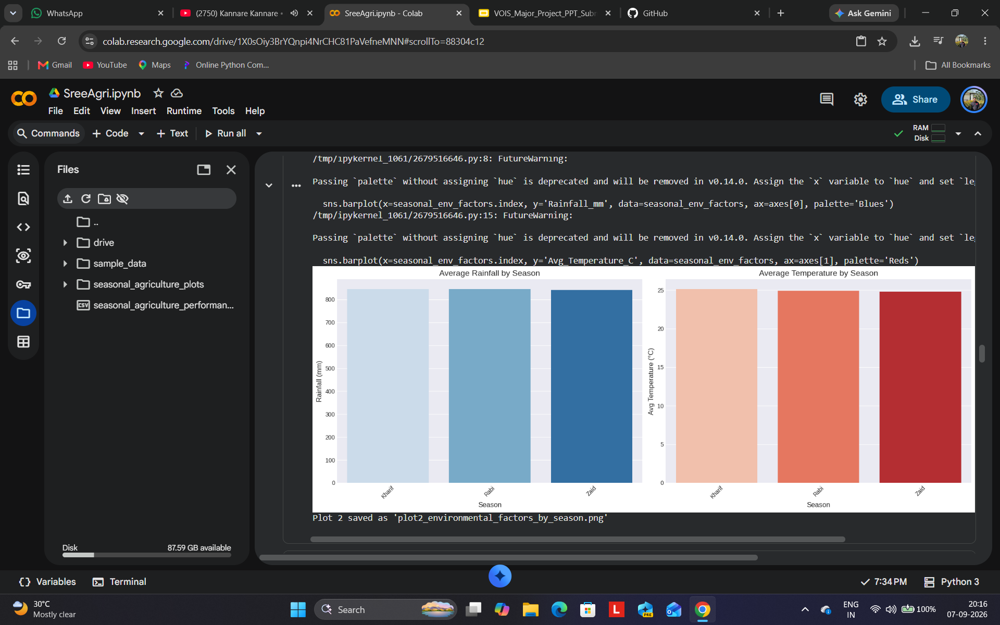 WhatsApp
(2750) Kannare Kannare
SreeAgri.ipynb - Colab
VOIS_Major_Project_PPT_Sub
GitHub
Ask Gemini
colab.research.google.com/drive/1X0sOiy3BrYQnpi4NrCHC81PaVefneMNN#scrollTo=88304c12
Gmail
YouTube
Maps
Online Python Com...
All Bookmarks
SreeAgri.ipynb
File Edit View Insert Runtime Tools Help
Share
Commands
+ Code
+ Text
Run all
RAM
Disk
Files
..
drive
sample_data
seasonal_agriculture_plots
CSV seasonal_agriculture_performan...
Disk 87.59 GB available
/tmp/ipykernel_1061/2679516646.py:8: FutureWarning:
Passing `palette` without assigning `hue` is deprecated and will be removed in v0.14.0. Assign the `x` variable to `hue` and set `le
sns.barplot(x=seasonal_env_factors.index, y='Rainfall_mm', data=seasonal_env_factors, ax=axes[0], palette='Blues')
/tmp/ipykernel_1061/2679516646.py:15: FutureWarning:
Passing `palette` without assigning `hue` is deprecated and will be removed in v0.14.0. Assign the `x` variable to `hue` and set `le
sns.barplot(x=seasonal_env_factors.index, y='Avg_Temperature_C', data=seasonal_env_factors, ax=axes[1], palette='Reds')
Average Rainfall by Season
800
700
600
500
400
300
200
100
0
Rainfall (mm)
Kharif
Rabi
Zaid
Season
Average Temperature by Season
25
20
15
10
5
0
Avg Temperature (°C)
Kharif
Rabi
Zaid
Season
Plot 2 saved as 'plot2_environmental_factors_by_season.png'
{} Variables
Terminal
7:34 PM
Python 3
30°C
Mostly clear
Search
L
PRE
ENG
IN
100%
20:16
07-09-2026